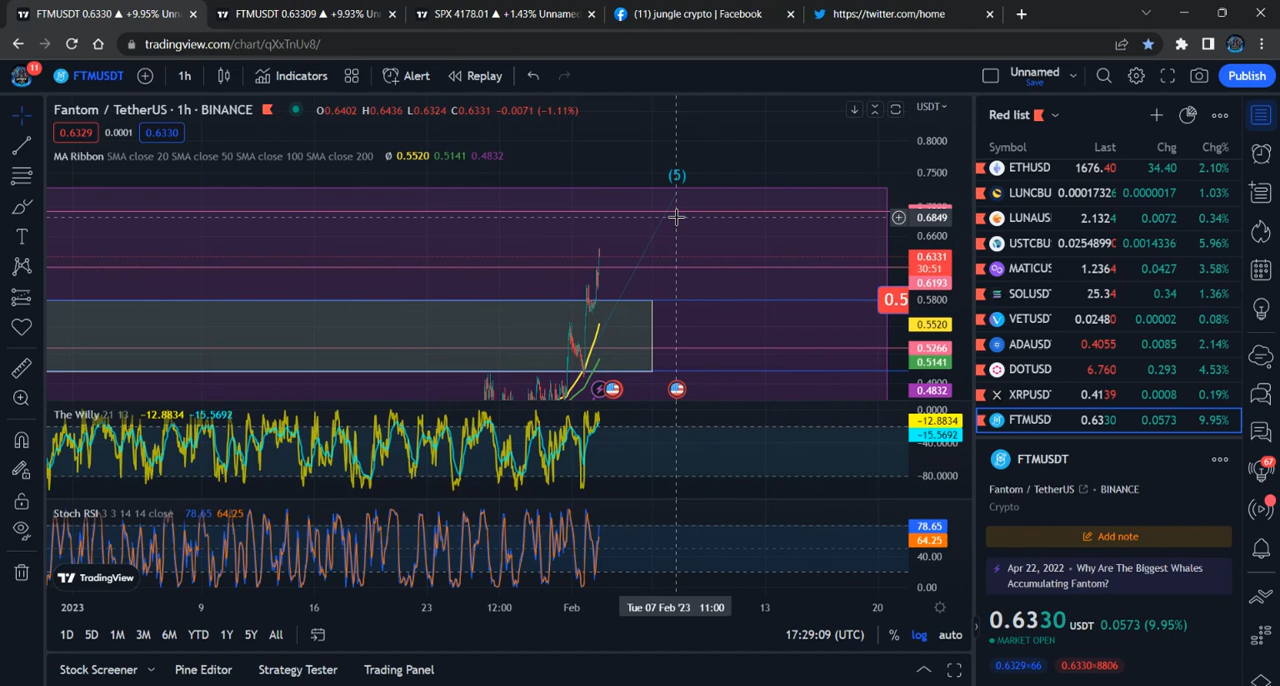 FTMUSDT 0.6330 ▲ +9.95% Unn
FTMUSDT 0.63309 ▲ +9.93% Un
SPX 4178.01 ▲ +1.43% Unnamed
(11) jungle crypto | Facebook
https://twitter.com/home
tradingview.com/chart/qXxTnUv8/
11
FTMUSDT
1h
Indicators
Alert
Replay
Unnamed
Save
Publish
Fantom / TetherUS · 1h · BINANCE
O0.6402 H0.6436 L0.6324 C0.6331 −0.0071 (−1.11%)
USDT
0.6329
0.0001
0.6330
MA Ribbon SMA close 20 SMA close 50 SMA close 100 SMA close 200 Ø 0.5520 0.5141 0.4832
(5)
0.8000
0.7500
0.6849
0.6600
0.6331
30:51
0.6193
0.5800
0.5
0.5520
0.5266
0.5141
0.4832
The Willy 21 13 −12.8834 −15.5692
0.0000
−12.8834
−15.5692
−80.0000
Stoch RSI 3 3 14 14 close 78.65 64.25
78.65
64.25
40.00
0.00
TradingView
2023
9
16
23
12:00
Feb
Tue 07 Feb '23 11:00
13
20
1D
5D
1M
3M
6M
YTD
1Y
5Y
All
17:29:09 (UTC)
%
log
auto
Stock Screener
Pine Editor
Strategy Tester
Trading Panel
Red list
Symbol Last Chg Chg%
ETHUSD 1676.40 34.40 2.10%
LUNCBU 0.0001732 0.0000017 1.03%
LUNAUS 2.1324 0.0072 0.34%
USTCBU 0.0254899 0.0014336 5.96%
MATICUS 1.2364 0.0427 3.58%
SOLUSD 25.34 0.34 1.36%
VETUSD 0.02480 0.00002 0.08%
ADAUSD 0.4055 0.0085 2.14%
DOTUSD 6.760 0.293 4.53%
XRPUSD 0.4139 0.0008 0.19%
FTMUSD 0.6330 0.0573 9.95%
FTMUSDT
Fantom / TetherUS
BINANCE
Crypto
Add note
Apr 22, 2022 • Why Are The Biggest Whales
Accumulating Fantom?
0.6330 USDT 0.0573 (9.95%)
MARKET OPEN
0.6329×66
0.6330×8806
67